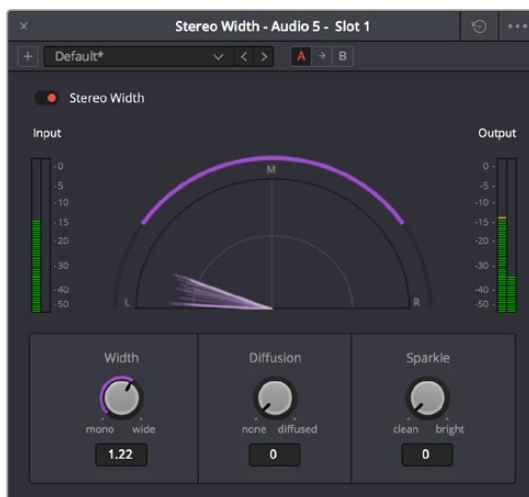 Stereo Width - Audio 5 - Slot 1
Default*
A B
Stereo Width
Input
Output
-0
-5
-10
-15
-20
-30
-40
-50
M
L
R
0 -
-5 -
-10 -
-15 -
-20 -
-30 -
-40 -
-50 -
Width
Diffusion
Sparkle
mono wide
none diffused
clean bright
1.22
0
0